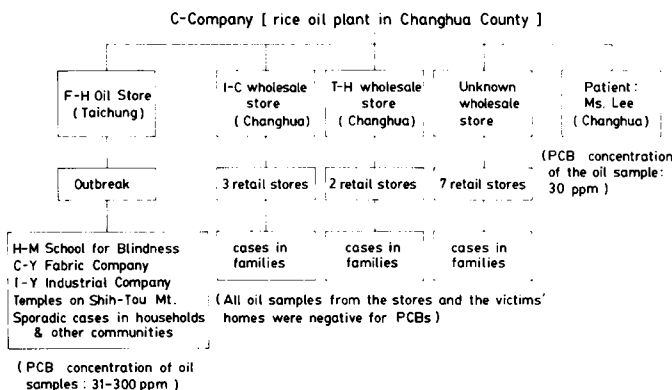 C-Company [ rice oil plant in Changhua County ]
F-H Oil Store
(Taichung)
I-C wholesale
store
(Changhua)
T-H wholesale
store
(Changhua)
Unknown
wholesale
store
Patient:
Ms. Lee
(Changhua)
(PCB concentration
of the oil sample:
30 ppm)
Outbreak
3 retail stores
2 retail stores
7 retail stores
H-M School for Blindness
C-Y Fabric Company
I-Y Industrial Company
Temples on Shih-Tou Mt.
Sporadic cases in households
& other communities
cases in
families
cases in
families
cases in
families
(All oil samples from the stores and the victims'
homes were negative for PCBs)
(PCB concentration of oil
samples: 31-300 ppm)